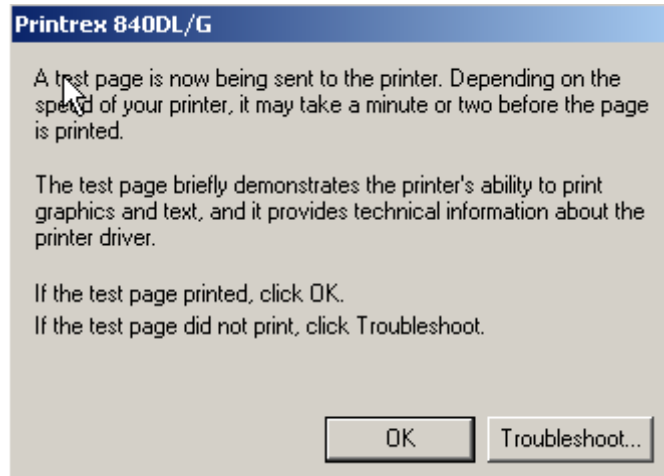 Printrex 840DL/G
A test page is now being sent to the printer. Depending on the
speed of your printer, it may take a minute or two before the page
is printed.
The test page briefly demonstrates the printer's ability to print
graphics and text, and it provides technical information about the
printer driver.
If the test page printed, click OK.
If the test page did not print, click Troubleshoot.
OK
Troubleshoot...